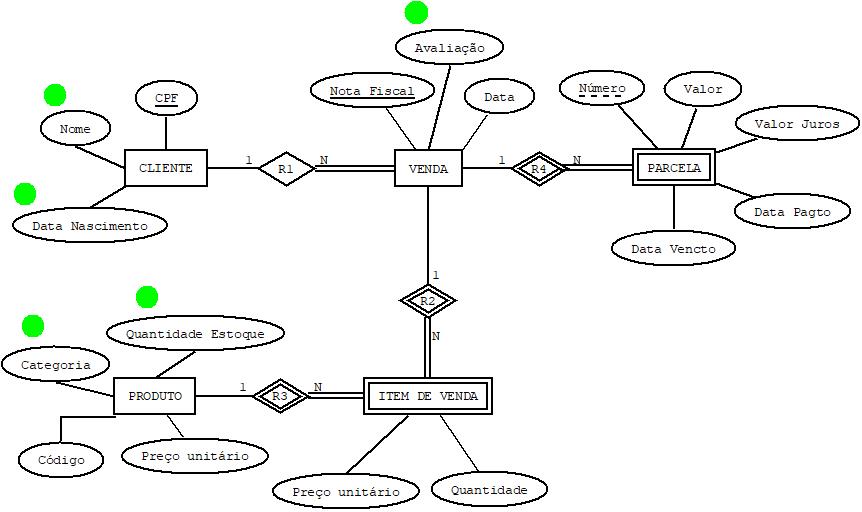 Avaliação
CPF
Nota Fiscal
Data
Número
Valor
Nome
Valor Juros
CLIENTE
1
R1
N
VENDA
1
R4
N
PARCELA
Data Nascimento
Data Pagto
Data Vencto
1
R2
N
Quantidade Estoque
Categoria
PRODUTO
1
R3
N
ITEM DE VENDA
Código
Preço unitário
Preço unitário
Quantidade